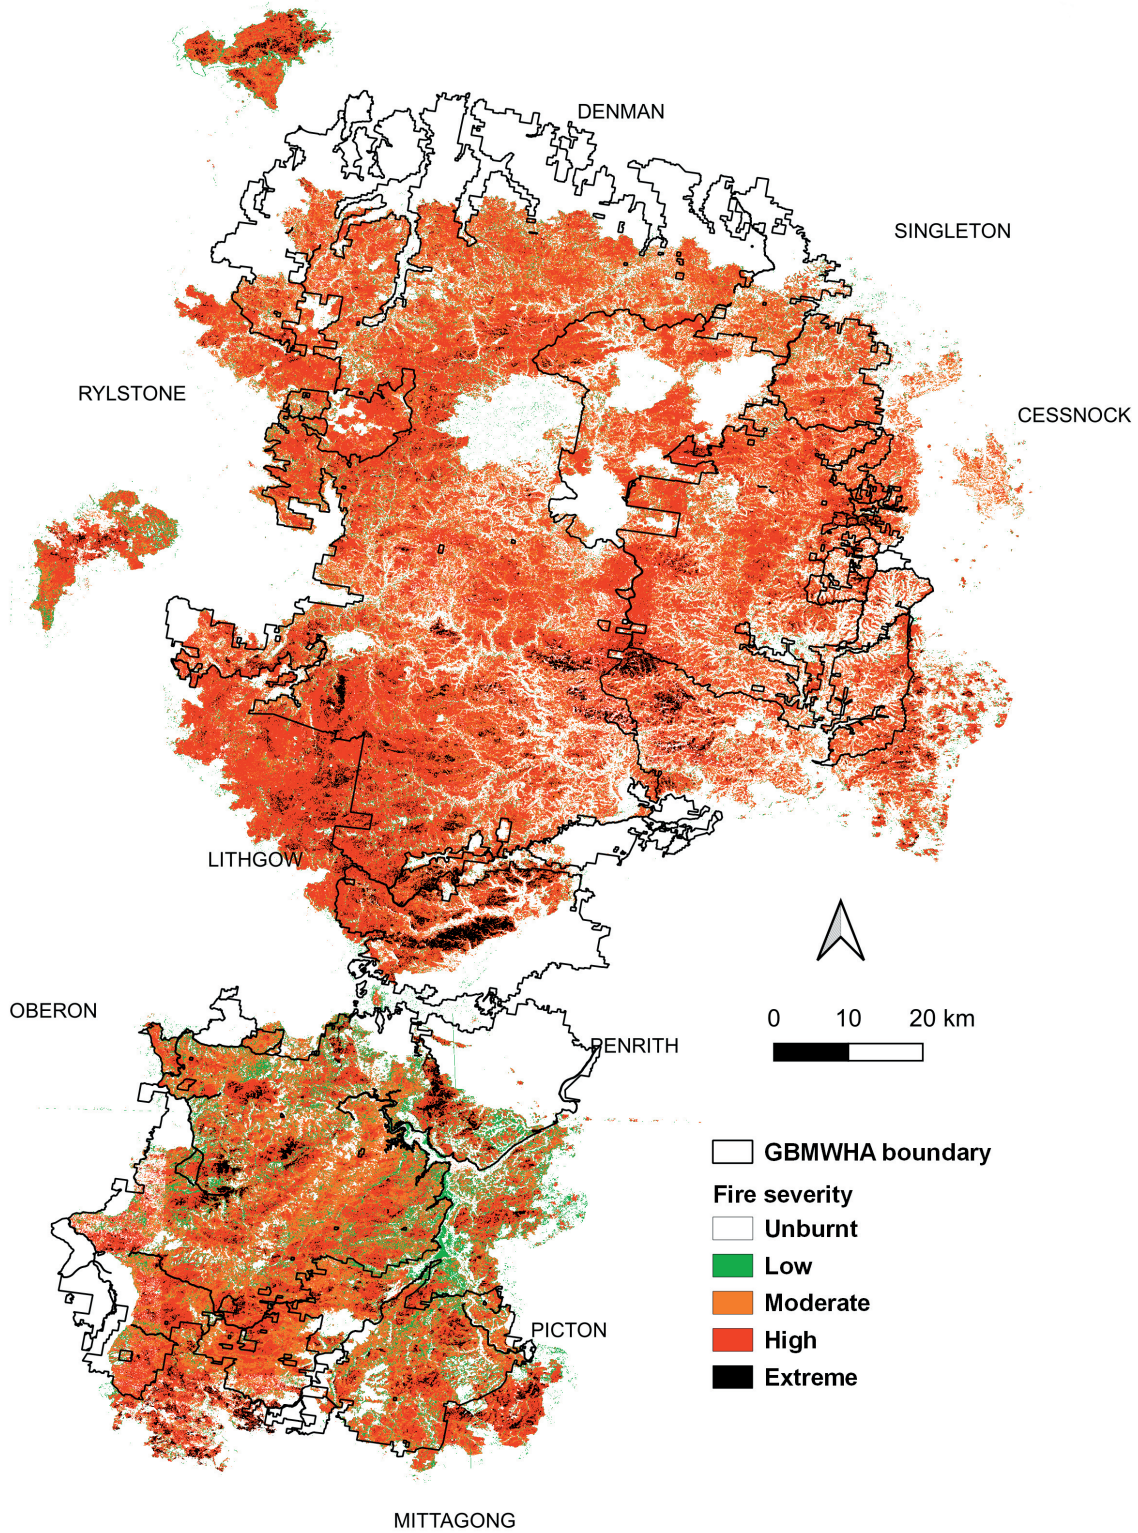 DENMAN
SINGLETON
RYLSTONE
CESSNOCK
LITHGOW
OBERON
0 10 20 km
PENRITH
GBMWHA boundary
Fire severity
Unburnt
Low
Moderate
High
Extreme
PICTON
MITTAGONG